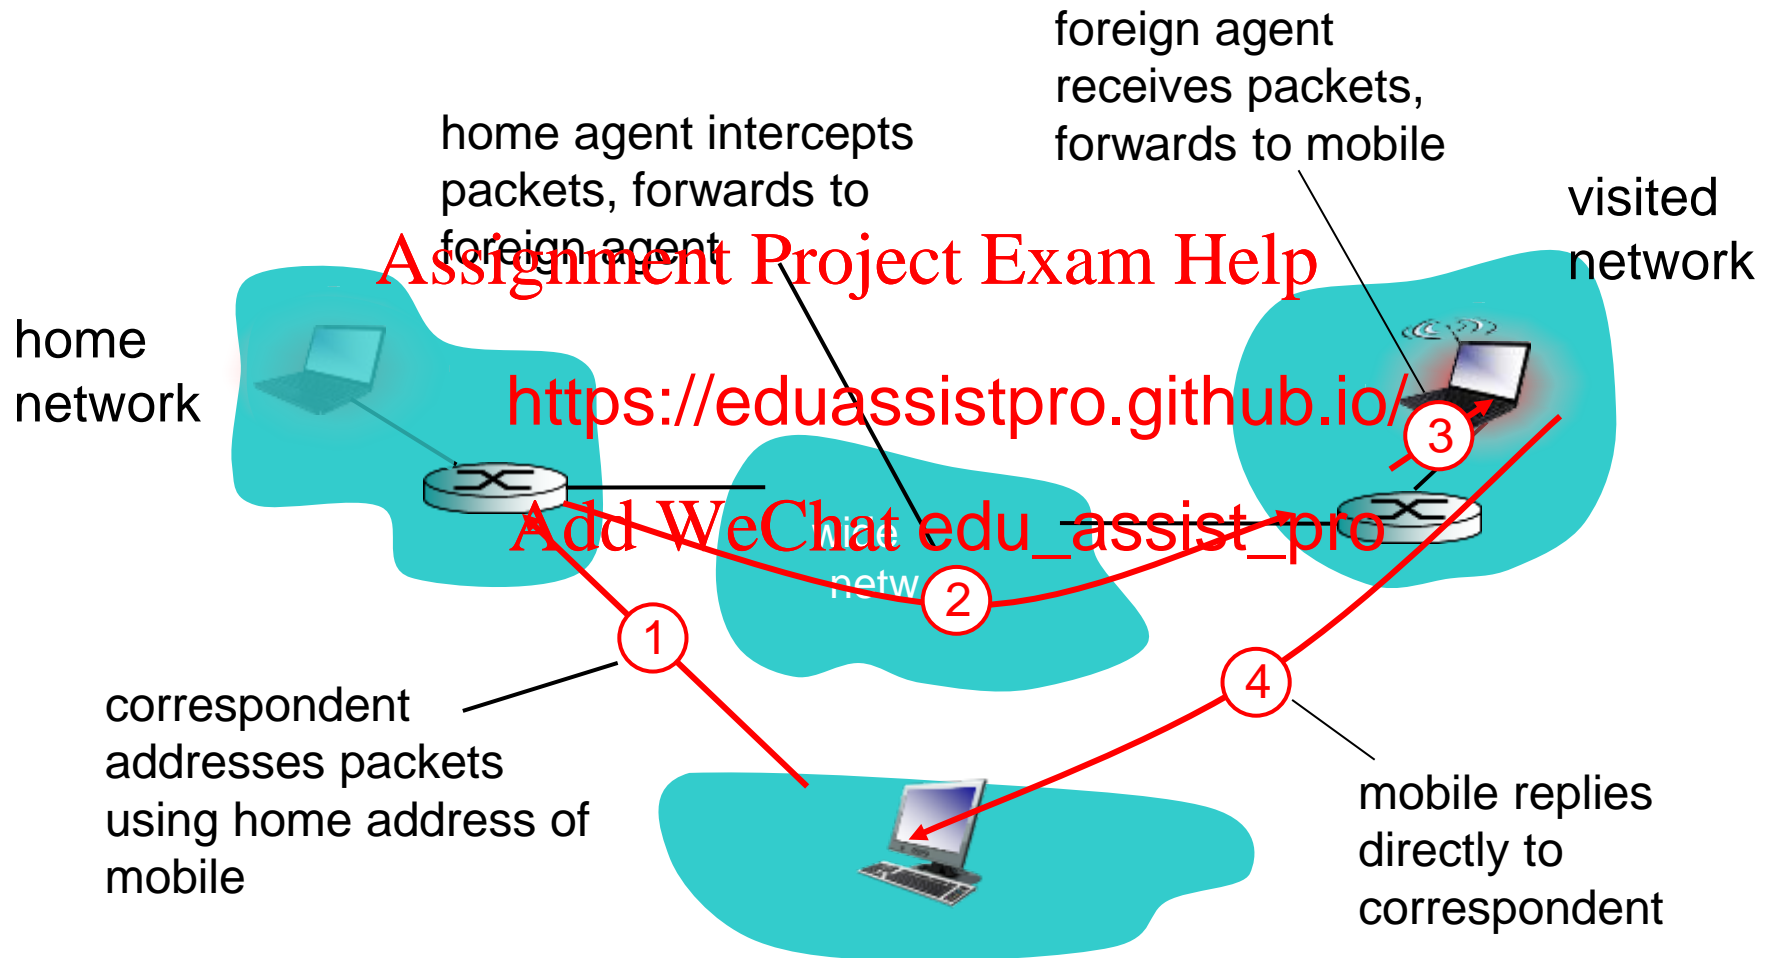 foreign agent
receives packets,
forwards to mobile
home agent intercepts
packets, forwards to
foreign agent
visited
network
Assignment Project Exam Help
home
network
https://eduassistpro.github.io/
3
Add WeChat edu_assist_pro
wide
netw
2
1
4
correspondent
addresses packets
using home address of
mobile
mobile replies
directly to
correspondent